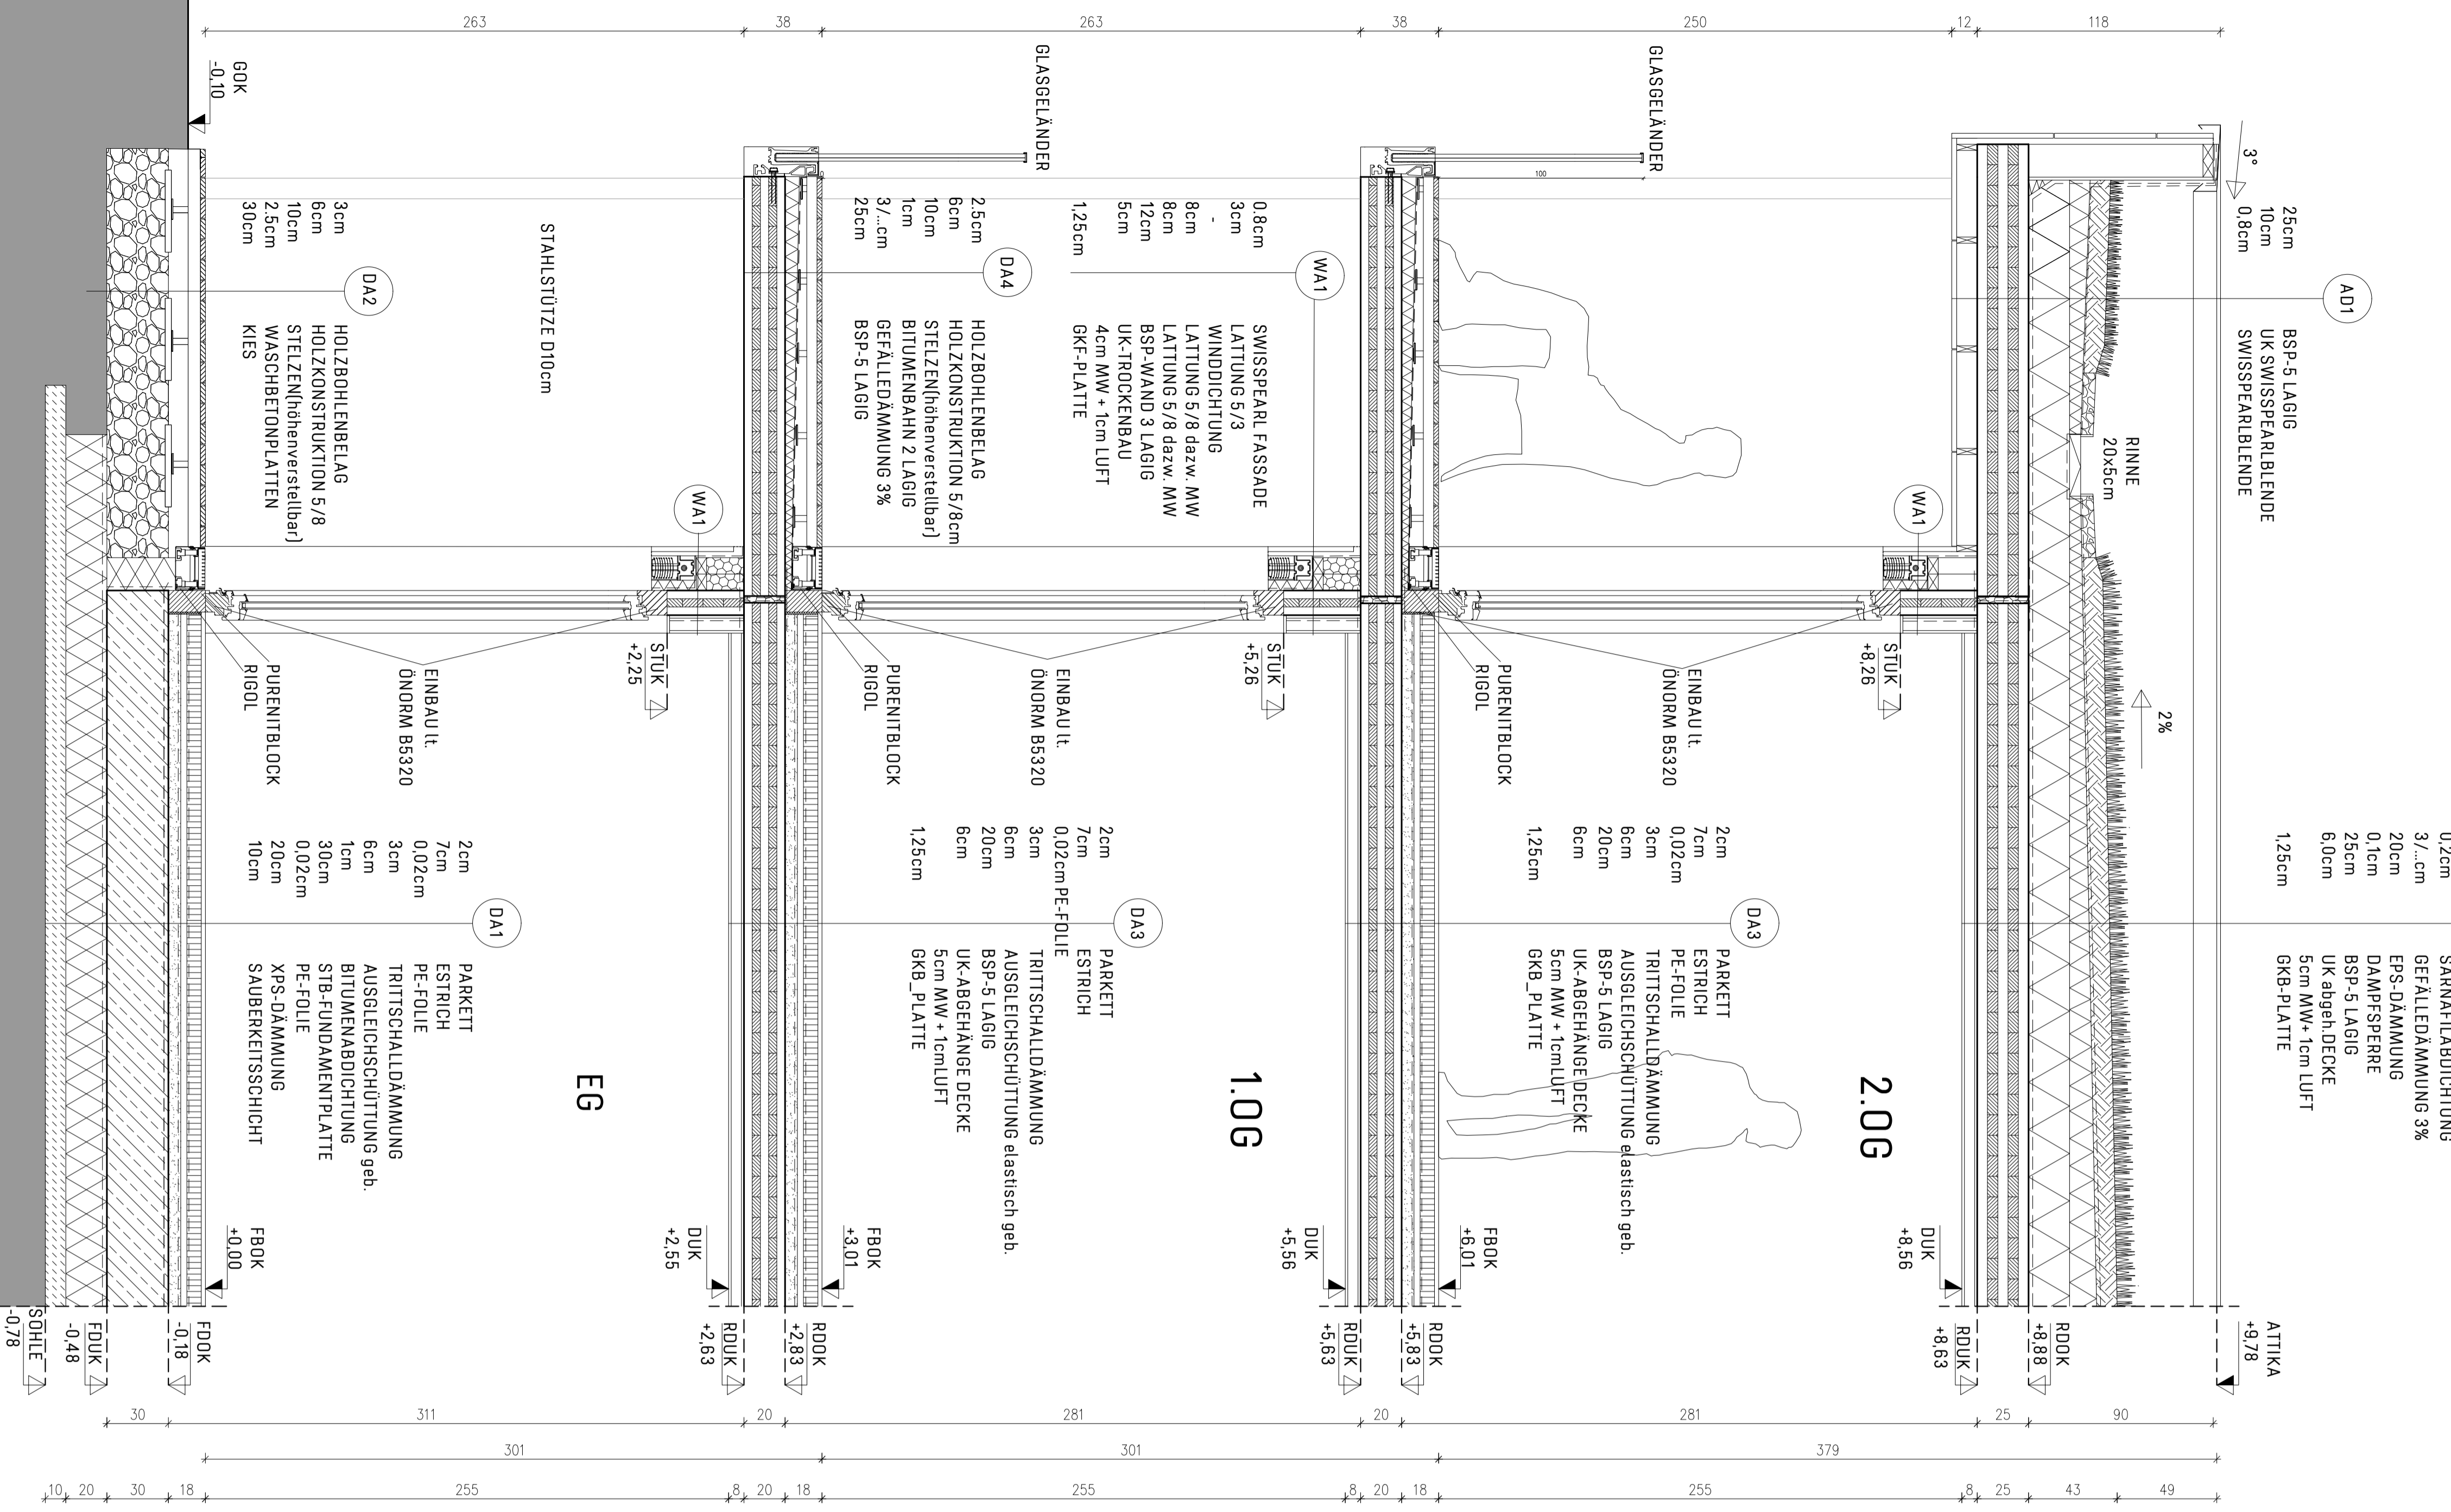 0,2cm SARNAFILABDICHTUNG
3/...cm GEFÄLLEDÄMMUNG 3%
20cm EPS-DÄMMUNG
0,1cm DAMPFSPERRE
25cm BSP-5 LAGIG
6,0cm UK abgeh.DECKE
5cm MW+ 1cm LUFT
1,25cm GKB-PLATTE
AD1
25cm BSP-5 LAGIG
10cm UK SWISSPEARLBLENDE
0,8cm SWISSPEARLBLENDE
3°
RINNE
20x5cm
2%
ATTIKA
+9,78
RDOK
+8,88
RDUK
+8,63
DUK
+8,56
WA1
STUK
+8,26
2.OG
GLASGELÄNDER
100
EINBAU lt.
ÖNORM B5320
PURENITBLOCK
RIGOL
DA3
2cm PARKETT
7cm ESTRICH
0,02cm PE-FOLIE
3cm TRITTSCHALLDÄMMUNG
6cm AUSGLEICHSCHÜTTUNG elastisch geb.
20cm BSP-5 LAGIG
6cm UK-ABGEHÄNGE DECKE
5cm MW + 1cmLUFT
1,25cm GKB_PLATTE
FBOK
+6,01
RDOK
+5,83
RDUK
+5,63
DUK
+5,56
WA1
0.8cm SWISSPEARL FASSADE
3cm LATTUNG 5/3
- WINDDICHTUNG
8cm LATTUNG 5/8 dazw. MW
8cm LATTUNG 5/8 dazw. MW
12cm BSP-WAND 3 LAGIG
5cm UK-TROCKENBAU
4cm MW + 1cm LUFT
1,25cm GKF-PLATTE
STUK
+5,26
1.OG
GLASGELÄNDER
EINBAU lt.
ÖNORM B5320
PURENITBLOCK
RIGOL
DA3
2cm PARKETT
7cm ESTRICH
0,02cm PE-FOLIE
3cm TRITTSCHALLDÄMMUNG
6cm AUSGLEICHSCHÜTTUNG elastisch geb.
20cm BSP-5 LAGIG
6cm UK-ABGEHÄNGE DECKE
5cm MW + 1cmLUFT
1,25cm GKB_PLATTE
DA4
2.5cm HOLZBOHLENBELAG
6cm HOLZKONSTRUKTION 5/8cm
10cm STELZEN(höhenverstellbar)
1cm BITUMENBAHN 2 LAGIG
3/...cm GEFÄLLEDÄMMUNG 3%
25cm BSP-5 LAGIG
0
FBOK
+3,01
RDOK
+2,83
RDUK
+2,63
DUK
+2,55
WA1
STUK
+2,25
EG
STAHLSTÜTZE D10cm
EINBAU lt.
ÖNORM B5320
PURENITBLOCK
RIGOL
DA2
3cm HOLZBOHLENBELAG
6cm HOLZKONSTRUKTION 5/8
10cm STELZEN(höhenverstellbar)
2.5cm WASCHBETONPLATTEN
30cm KIES
DA1
2cm PARKETT
7cm ESTRICH
0,02cm PE-FOLIE
3cm TRITTSCHALLDÄMMUNG
6cm AUSGLEICHSCHÜTTUNG geb.
1cm BITUMENABDICHTUNG
30cm STB-FUNDAMENTPLATTE
0,02cm PE-FOLIE
20cm XPS-DÄMMUNG
10cm SAUBERKEITSSCHICHT
FBOK
+0,00
GOK
-0,10
FDOK
-0,18
FDUK
-0,48
SOHLE
-0,78
263 38 263 38 250 12 118
30 311 20 281 20 281 25 90
301 301 379
10 20 30 18 255 8 20 18 255 8 20 18 255 8 25 43 49